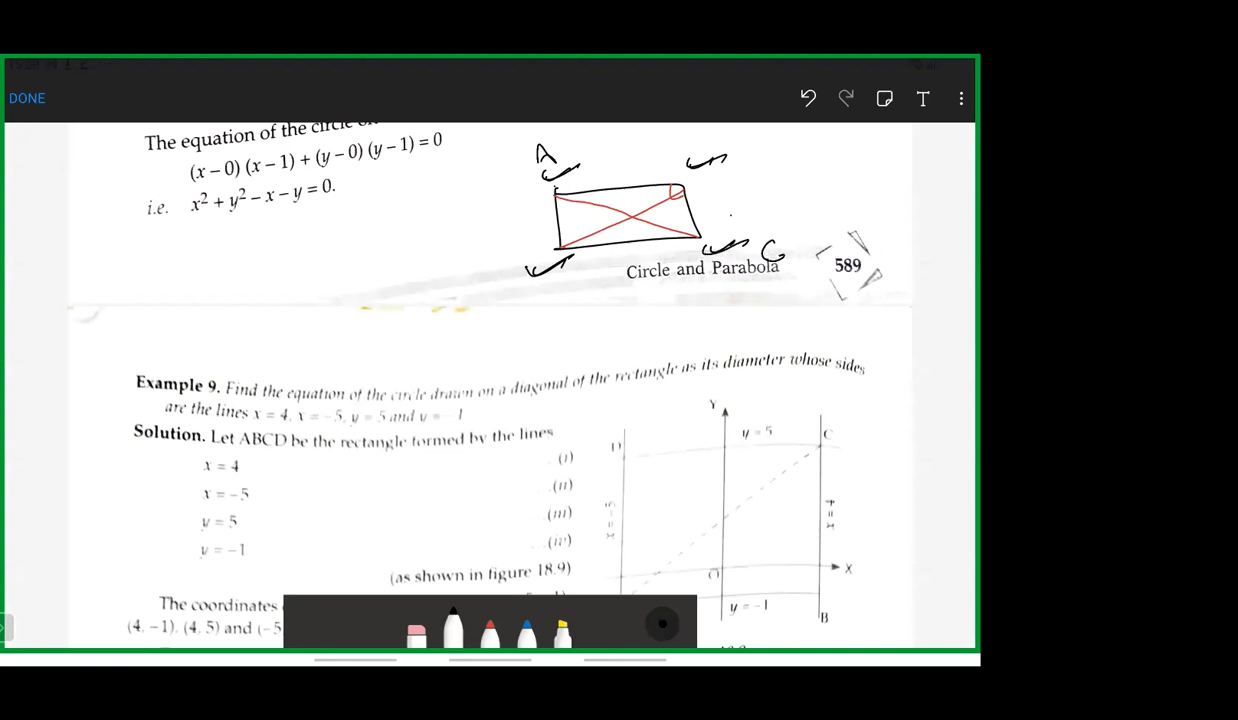 DONE
T
The equation of the circle
(x – 0) (x – 1) + (y – 0) (y – 1) = 0
i.e. x² + y² – x – y = 0.
A
C
Circle and Parabola 589
Example 9. Find the equation of the circle drawn on a diagonal of the rectangle as its diameter whose sides
are the lines x = 4, x = – 5, y = 5 and y = – 1
Solution. Let ABCD be the rectangle formed by the lines
x = 4 ...(i)
x = – 5 ...(ii)
y = 5 ...(iii)
y = – 1 ...(iv)
(as shown in figure 18.9)
The coordinates
(4, –1), (4, 5) and (–5
Y
y = 5
C
D
x = –5
x = 4
O
X
y = –1
B